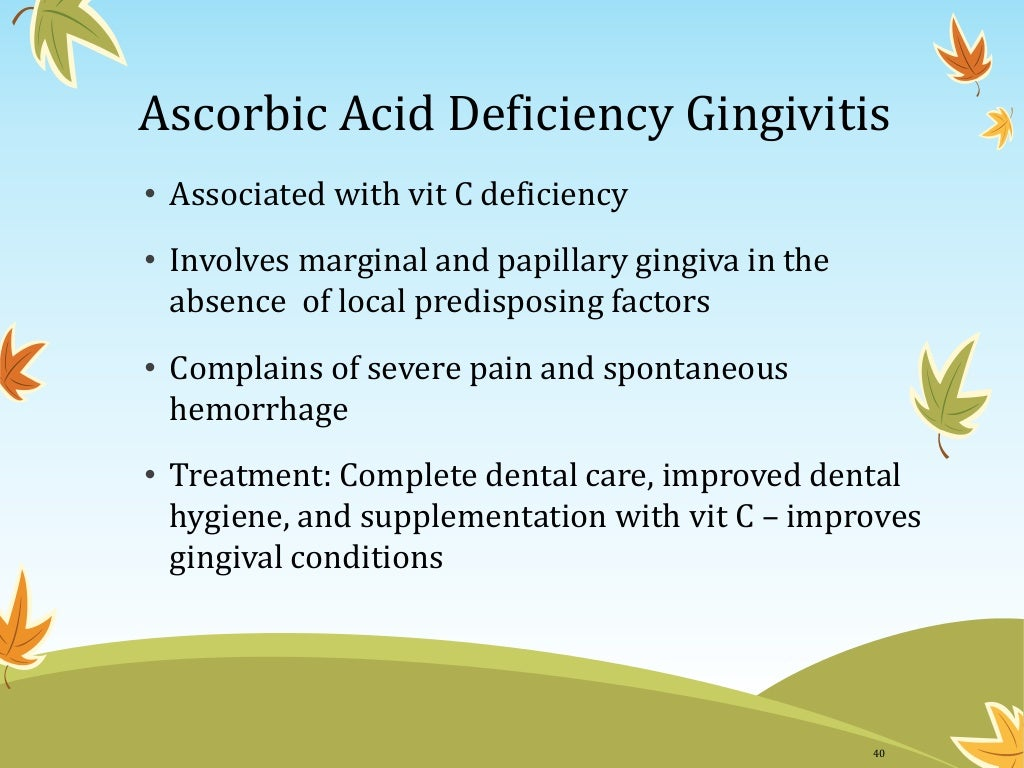 Ascorbic Acid Deficiency Gingivitis
• Associated with vit C deficiency
• Involves marginal and papillary gingiva in the
absence  of local predisposing factors
• Complains of severe pain and spontaneous
hemorrhage
• Treatment: Complete dental care, improved dental
hygiene, and supplementation with vit C – improves
gingival conditions
40